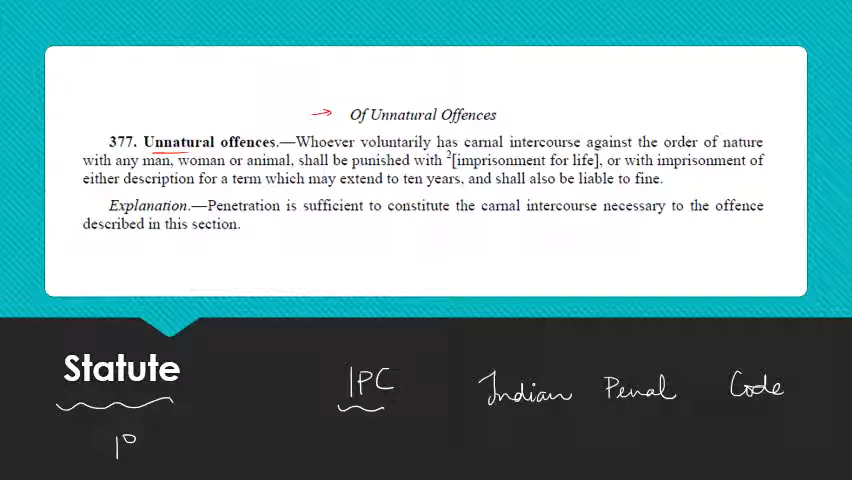 Of Unnatural Offences
377. Unnatural offences.—Whoever voluntarily has carnal intercourse against the order of nature
with any man, woman or animal, shall be punished with 2[imprisonment for life], or with imprisonment of
either description for a term which may extend to ten years, and shall also be liable to fine.
Explanation.—Penetration is sufficient to constitute the carnal intercourse necessary to the offence
described in this section.
Statute
IPC Indian Penal Code